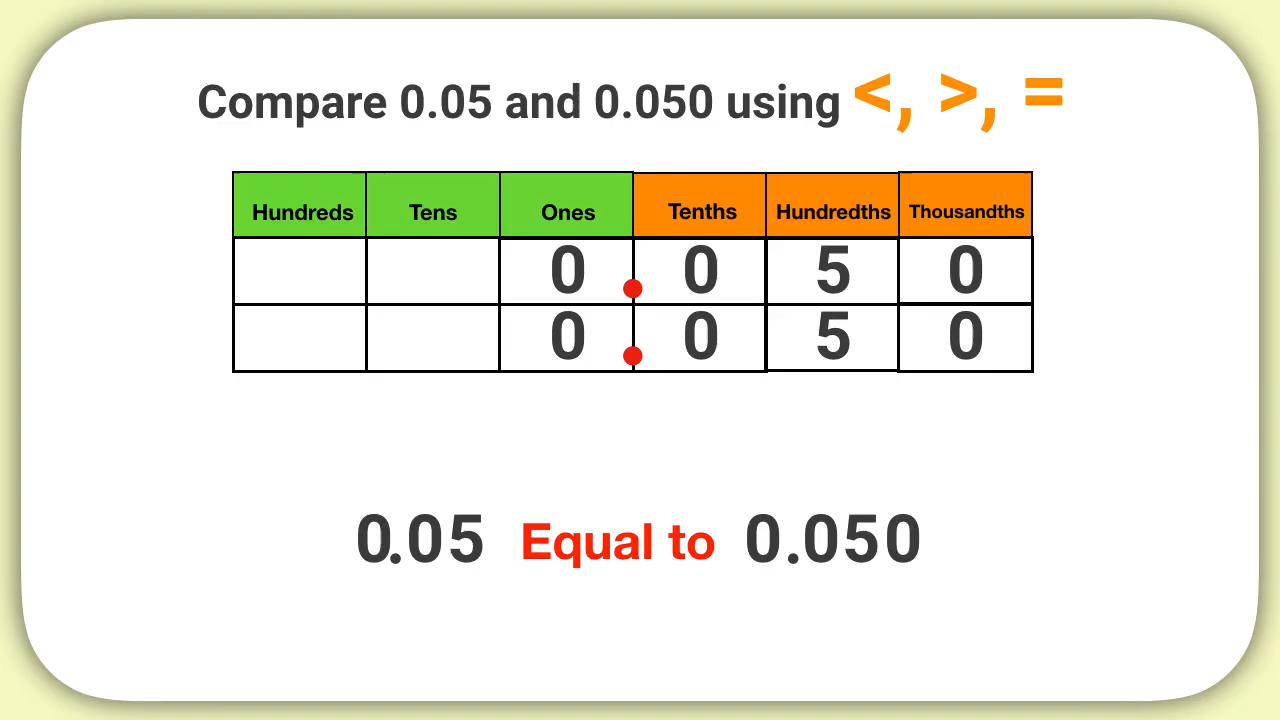 Compare 0.05 and 0.050 using <, >, =
Hundreds Tens Ones Tenths Hundredths Thousandths
0 . 0 5 0
0 . 0 5 0
0.05 Equal to 0.050